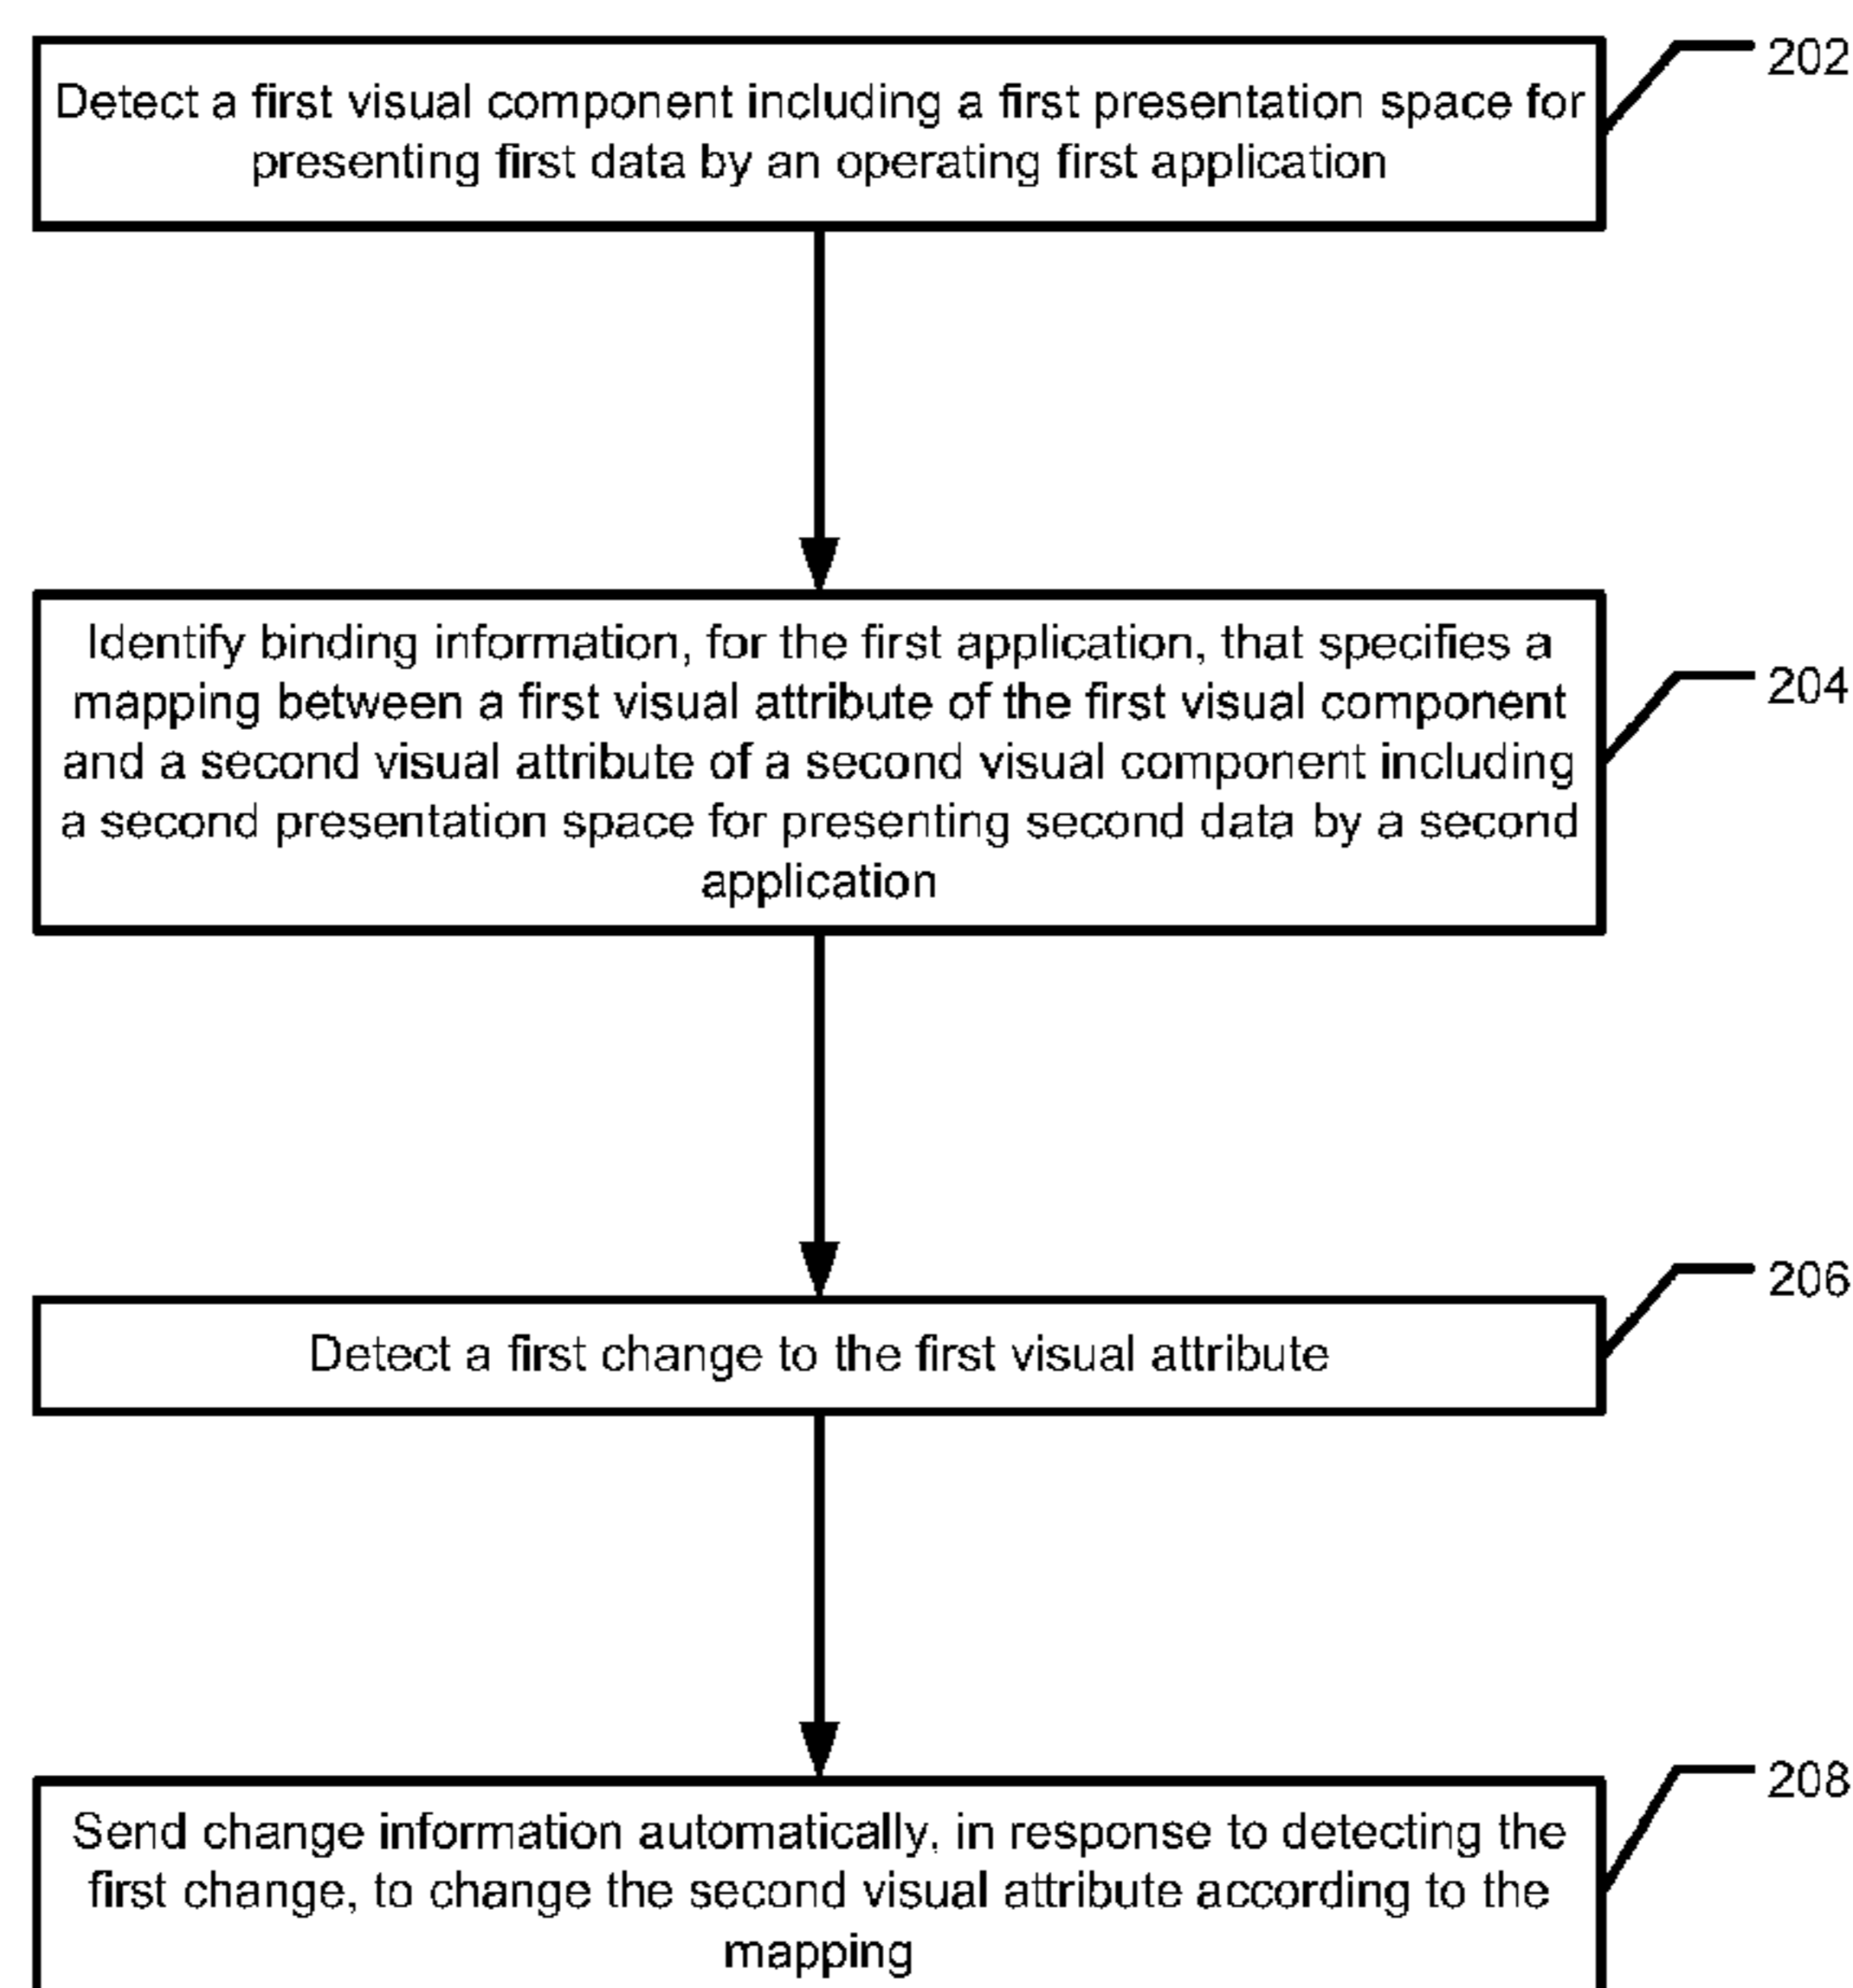 202
Detect a first visual component including a first presentation space for
presenting first data by an operating first application
204
Identify binding information, for the first application, that specifies a
mapping between a first visual attribute of the first visual component
and a second visual attribute of a second visual component including
a second presentation space for presenting second data by a second
application
206
Detect a first change to the first visual attribute
208
Send change information automatically, in response to detecting the
first change, to change the second visual attribute according to the
mapping